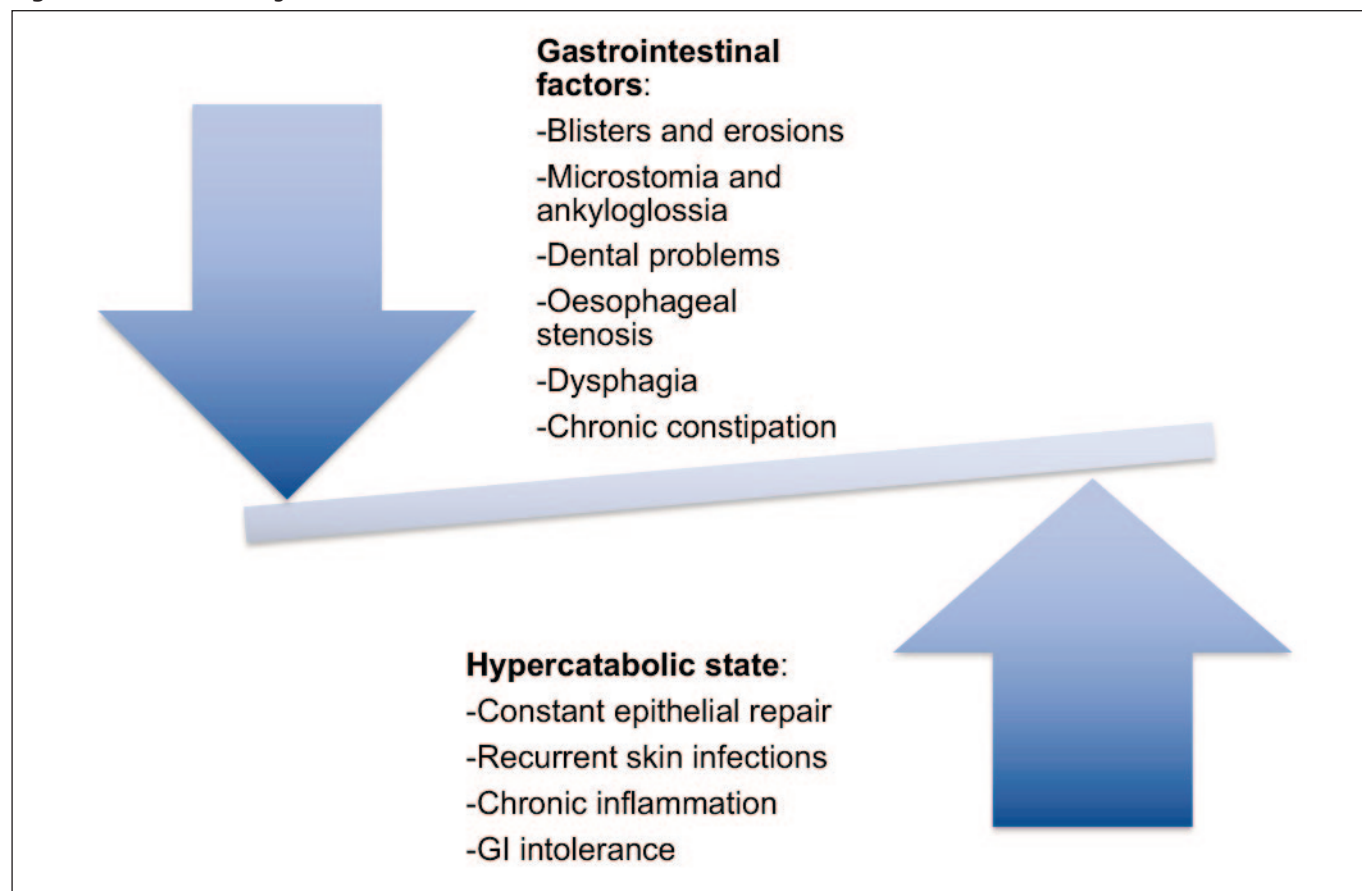 Gastrointestinal
factors:
-Blisters and erosions
-Microstomia and
ankyloglossia
-Dental problems
-Oesophageal
stenosis
-Dysphagia
-Chronic constipation
Hypercatabolic state:
-Constant epithelial repair
-Recurrent skin infections
-Chronic inflammation
-GI intolerance